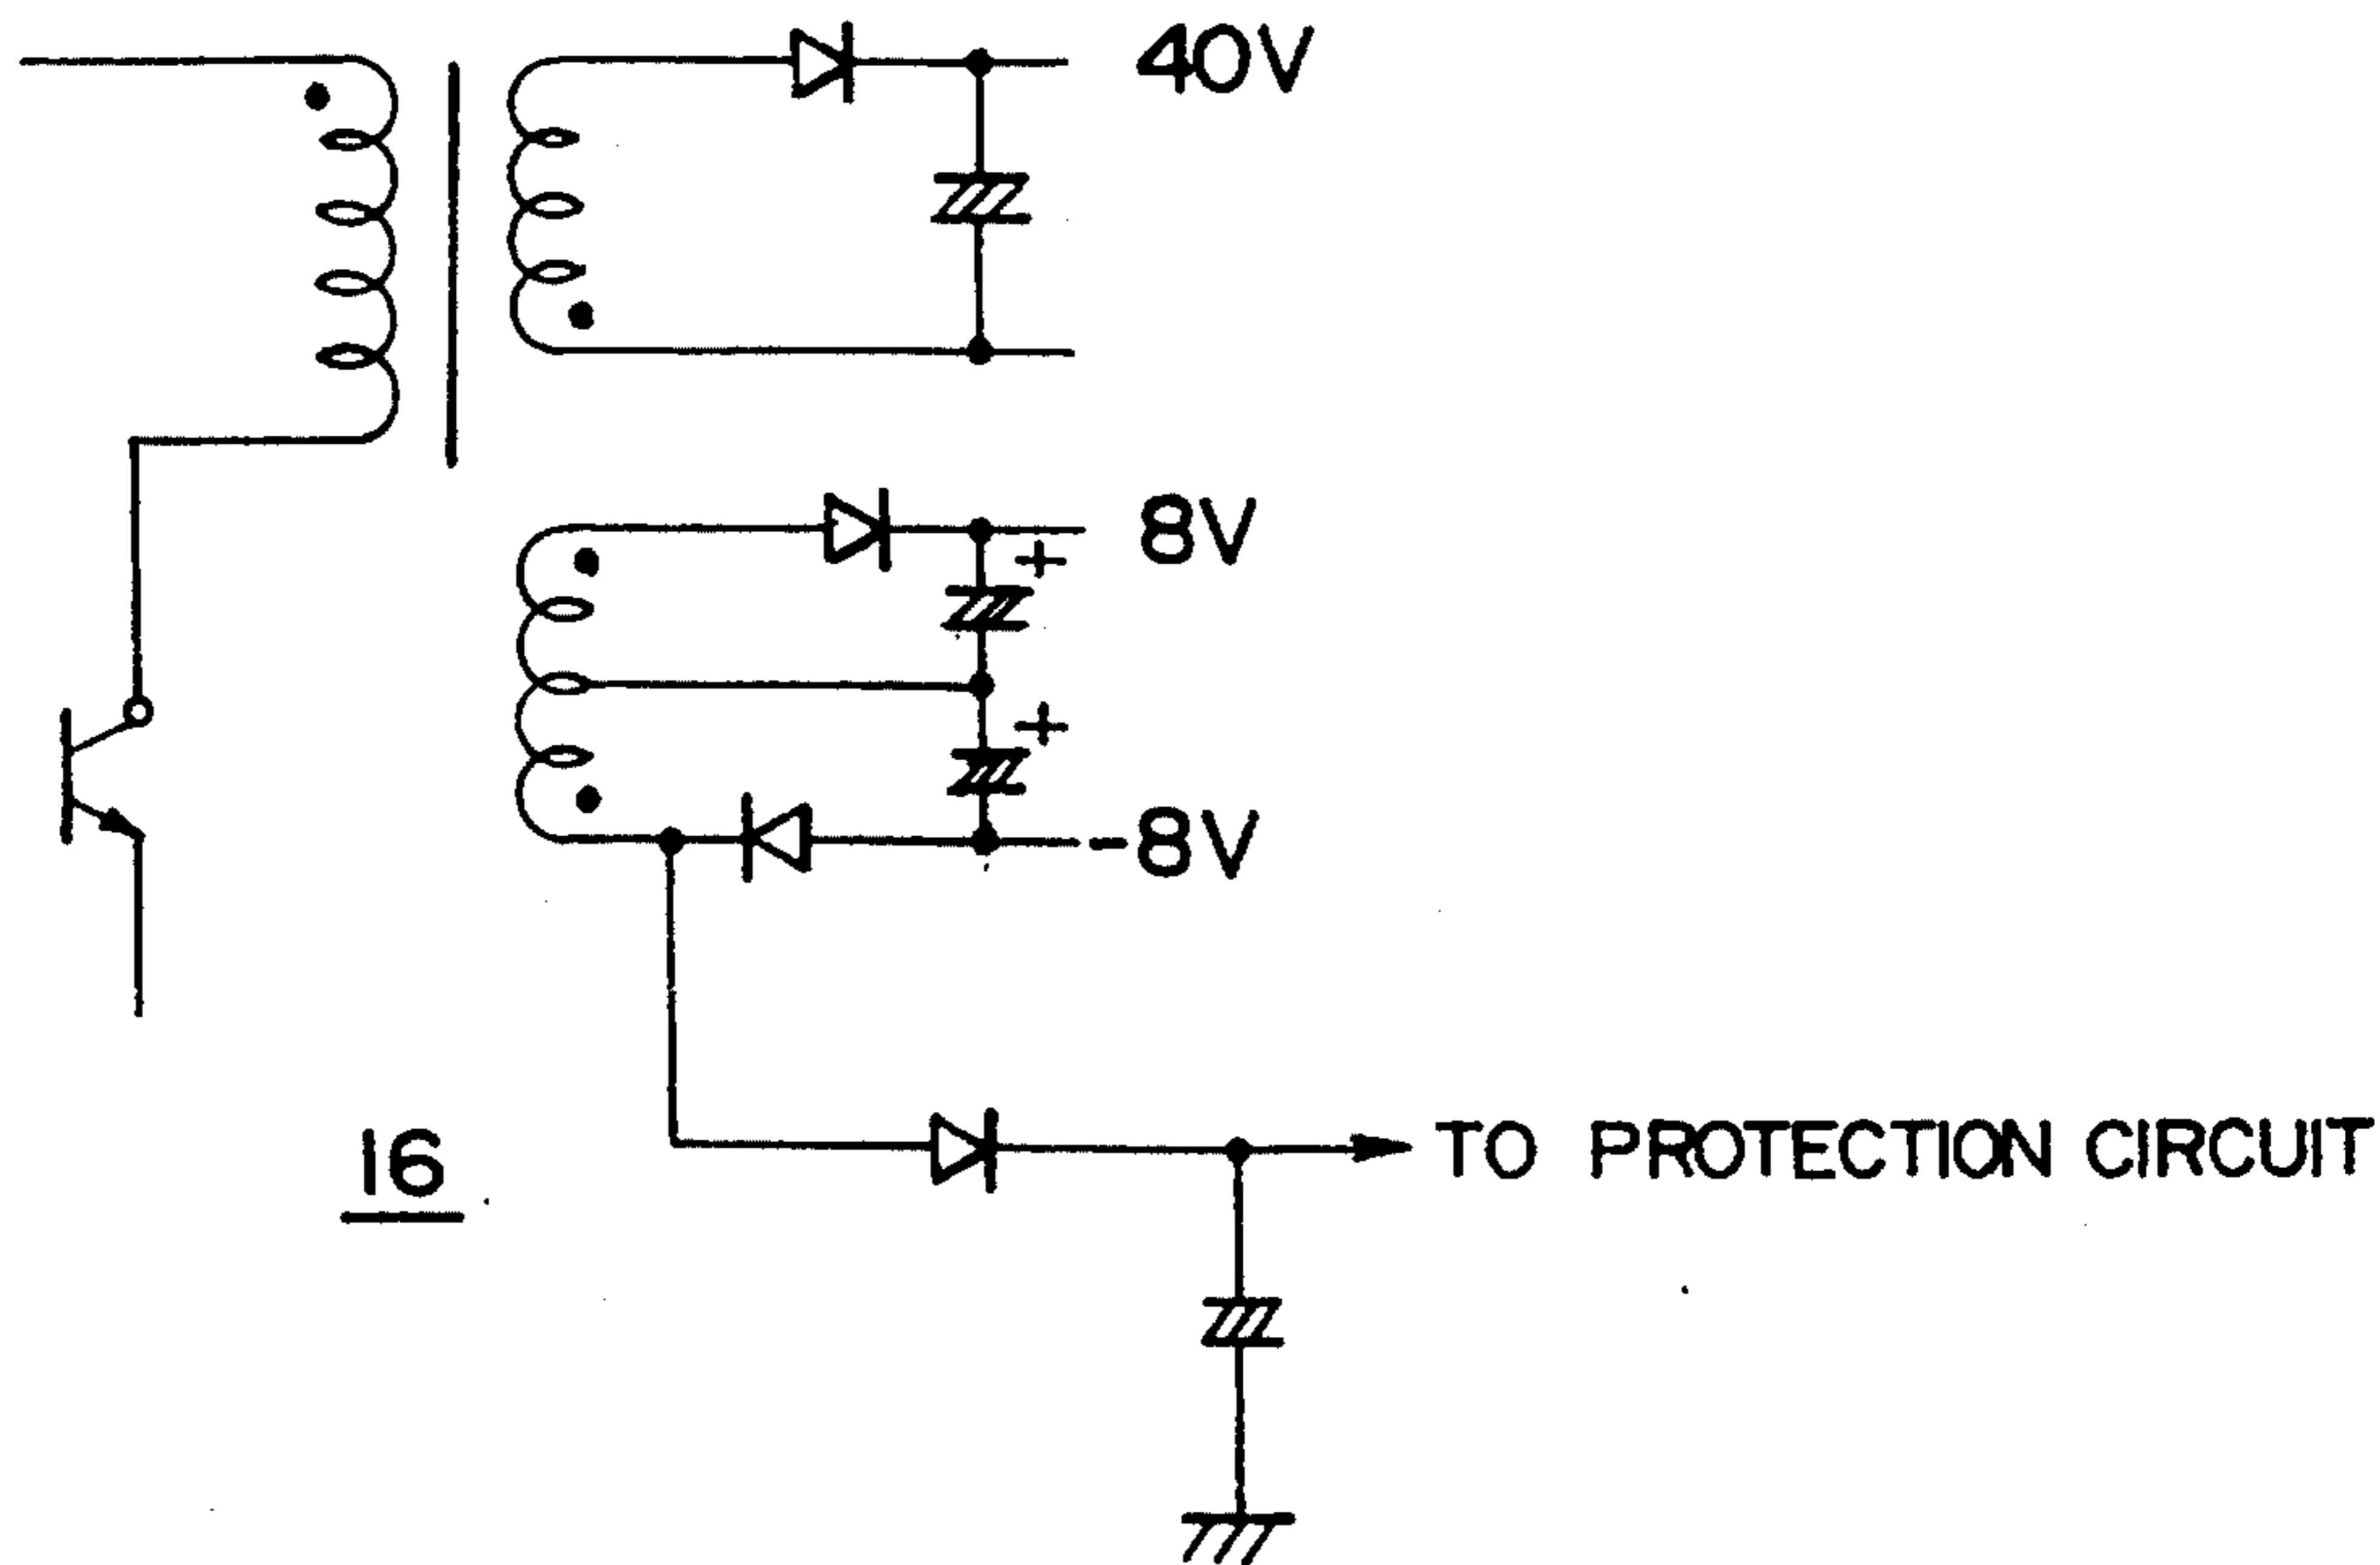 40V
8V
+
+
-8V
16
TO PROTECTION CIRCUIT